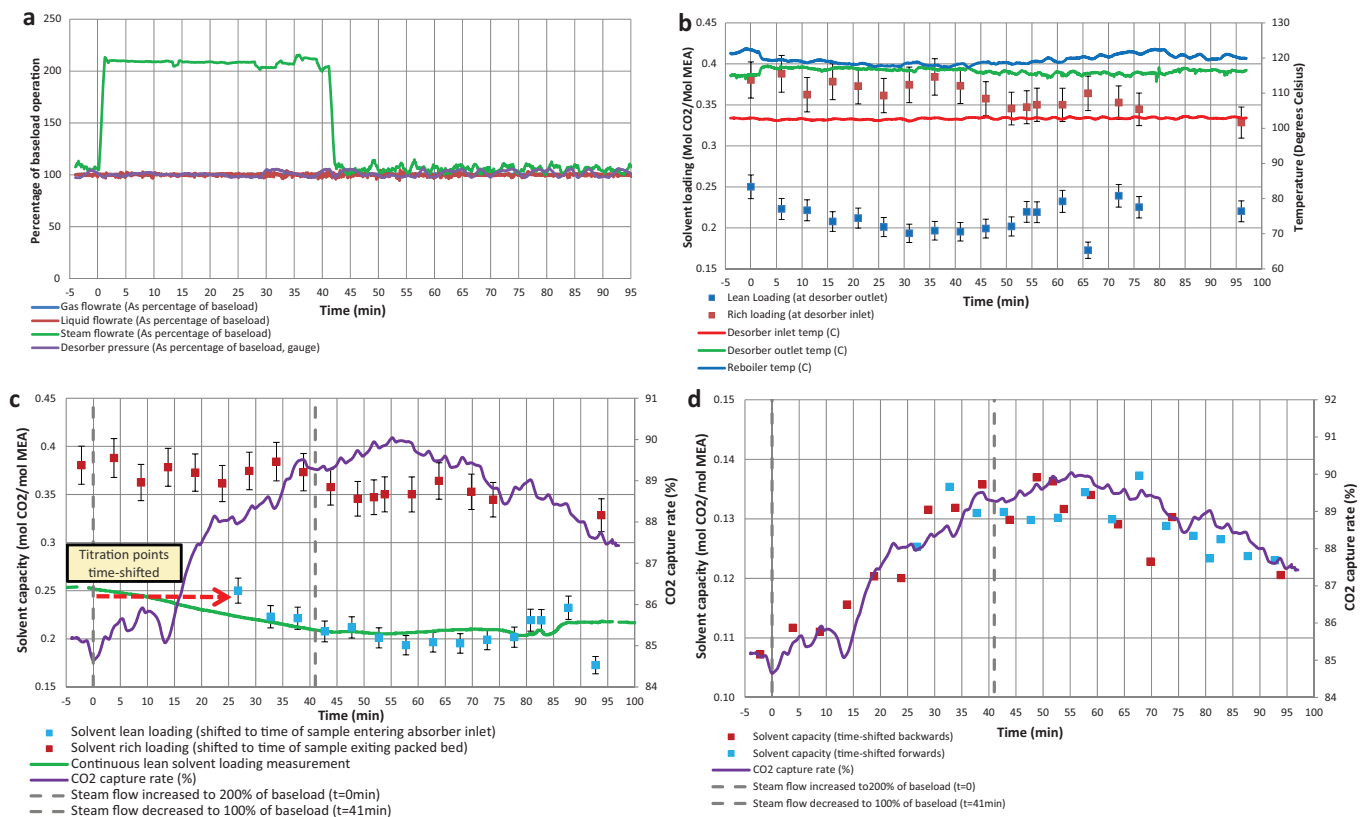 a
250
200
150
100
50
0
Percentage of baseload operation
-5 0 5 10 15 20 25 30 35 40 45 50 55 60 65 70 75 80 85 90 95
Time (min)
Gas flowrate (As percentage of baseload)
Liquid flowrate (As percentage of baseload)
Steam flowrate (As percentage of baseload)
Desorber pressure (As percentage of baseload, gauge)
b
0.45
0.4
0.35
0.3
0.25
0.2
0.15
Solvent loading (Mol CO2/Mol MEA)
130
120
110
100
90
80
70
60
Temperature (Degrees Celsius)
-5 0 5 10 15 20 25 30 35 40 45 50 55 60 65 70 75 80 85 90 95 100
Time (min)
Lean Loading (at desorber outlet)
Rich loading (at desorber inlet)
Desorber inlet temp (C)
Desorber outlet temp (C)
Reboiler temp (C)
c
0.45
0.4
0.35
0.3
0.25
0.2
0.15
Solvent capacity (mol CO2/mol MEA)
Titration points
time-shifted
91
90
89
88
87
86
85
84
CO2 capture rate (%)
-5 0 5 10 15 20 25 30 35 40 45 50 55 60 65 70 75 80 85 90 95 100
Time (min)
Solvent lean loading (shifted to time of sample entering absorber inlet)
Solvent rich loading (shifted to time of sample exiting packed bed)
Continuous lean solvent loading measurement
CO2 capture rate (%)
Steam flow increased to 200% of baseload (t=0min)
Steam flow decreased to 100% of baseload (t=41min)
d
0.15
0.14
0.13
0.12
0.11
0.10
Solvent capacity (mol CO2/mol MEA)
92
91
90
89
88
87
86
85
84
CO2 capture rate (%)
-5 0 5 10 15 20 25 30 35 40 45 50 55 60 65 70 75 80 85 90 95 100
Time (min)
Solvent capacity (time-shifted backwards)
Solvent capacity (time-shifted forwards)
CO2 capture rate (%)
Steam flow increased to200% of baseload (t=0)
Steam flow decreased to 100% of baseload (t=41min)